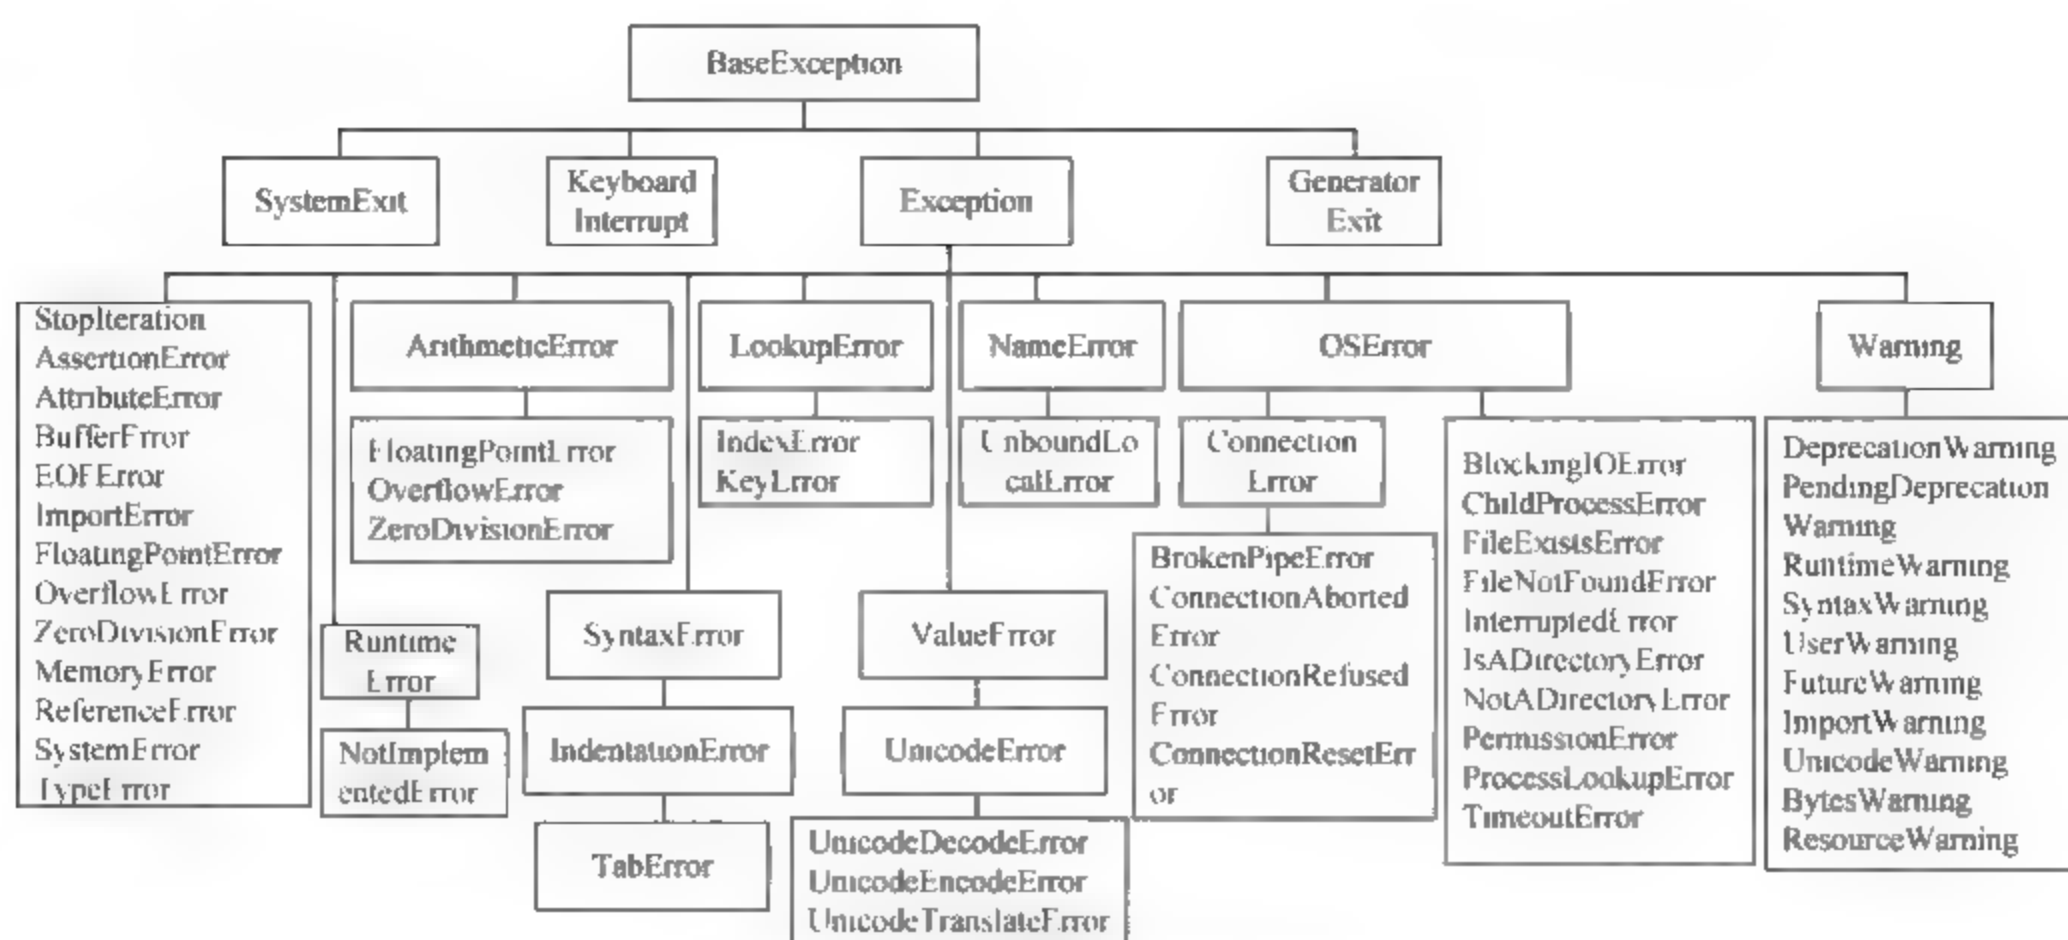 BaseException
SystemExit
Keyboard
Interrupt
Exception
Generator
Exit
StopIteration
AssertionError
AttributeError
BufferError
EOFError
ImportError
FloatingPointError
OverflowError
ZeroDivisionError
MemoryError
ReferenceError
SystemError
TypeError
Runtime
Error
NotImplem
entedError
ArithmeticError
FloatingPointError
OverflowError
ZeroDivisionError
SyntaxError
IndentationError
TabError
LookupError
IndexError
KeyError
ValueError
UnicodeError
UnicodeDecodeError
UnicodeEncodeError
UnicodeTranslateError
NameError
UnboundLo
calError
OSError
Connection
Error
BrokenPipeError
ConnectionAborted
Error
ConnectionRefused
Error
ConnectionResetErr
or
BlockingIOError
ChildProcessError
FileExistsError
FileNotFoundError
InterruptedError
IsADirectoryError
NotADirectoryError
PermissionError
ProcessLookupError
TimeoutError
Warning
DeprecationWarning
PendingDeprecation
Warning
RuntimeWarning
SyntaxWarning
UserWarning
FutureWarning
ImportWarning
UnicodeWarning
BytesWarning
ResourceWarning